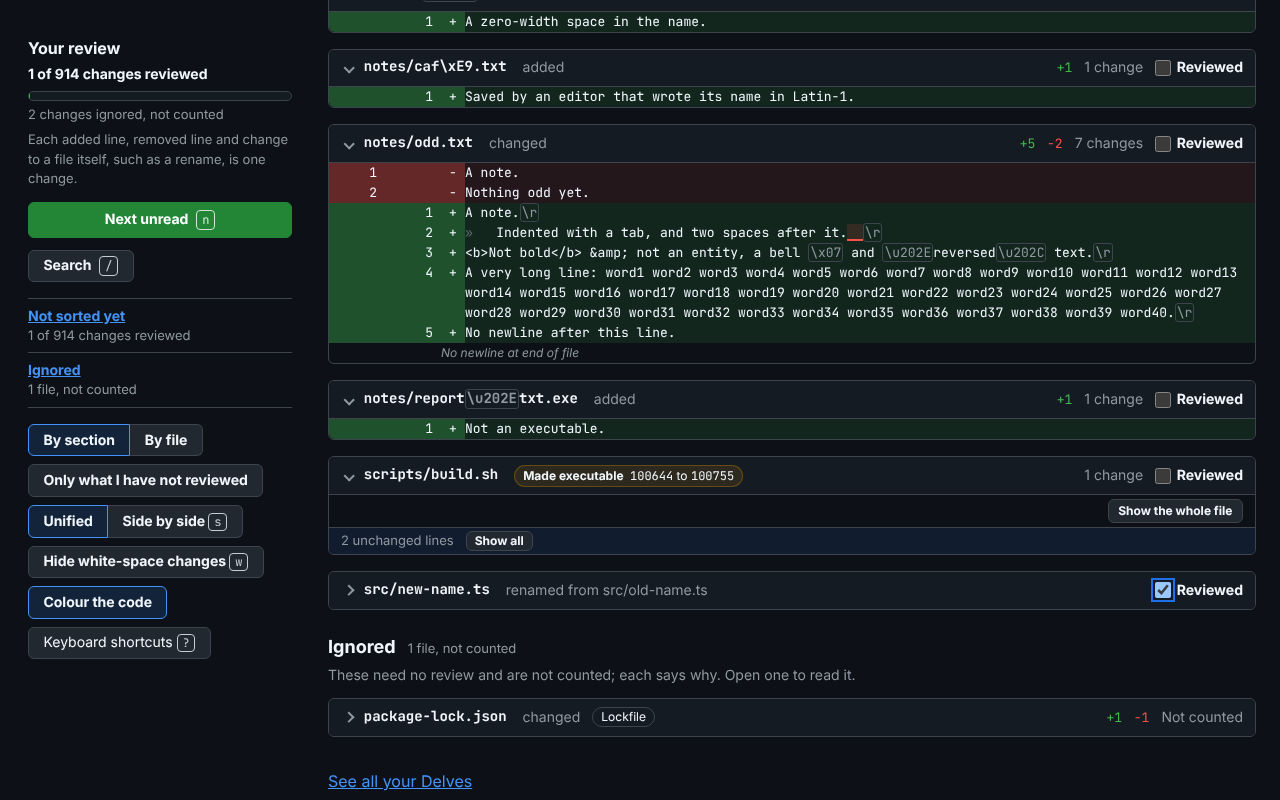 Your review
1 of 914 changes reviewed
2 changes ignored, not counted
Each added line, removed line and change
to a file itself, such as a rename, is one
change.
Next unread n
Search /
Not sorted yet
1 of 914 changes reviewed
Ignored
1 file, not counted
By section By file
Only what I have not reviewed
Unified Side by side s
Hide white-space changes w
Colour the code
Keyboard shortcuts ?
1 + A zero-width space in the name.
notes/caf\xE9.txt added +1 1 change Reviewed
1 + Saved by an editor that wrote its name in Latin-1.
notes/odd.txt changed +5 -2 7 changes Reviewed
1 - A note.
2 - Nothing odd yet.
1 + A note.\r
2 + » Indented with a tab, and two spaces after it.  \r
3 + <b>Not bold</b> &amp; not an entity, a bell \x07 and \u202Ereversed\u202C text.\r
4 + A very long line: word1 word2 word3 word4 word5 word6 word7 word8 word9 word10 word11 word12 word13
word14 word15 word16 word17 word18 word19 word20 word21 word22 word23 word24 word25 word26 word27
word28 word29 word30 word31 word32 word33 word34 word35 word36 word37 word38 word39 word40.\r
5 + No newline after this line.
No newline at end of file
notes/report\u202Etxt.exe added +1 1 change Reviewed
1 + Not an executable.
scripts/build.sh Made executable 100644 to 100755 1 change Reviewed
Show the whole file
2 unchanged lines Show all
src/new-name.ts renamed from src/old-name.ts Reviewed
Ignored 1 file, not counted
These need no review and are not counted; each says why. Open one to read it.
package-lock.json changed Lockfile +1 -1 Not counted
See all your Delves